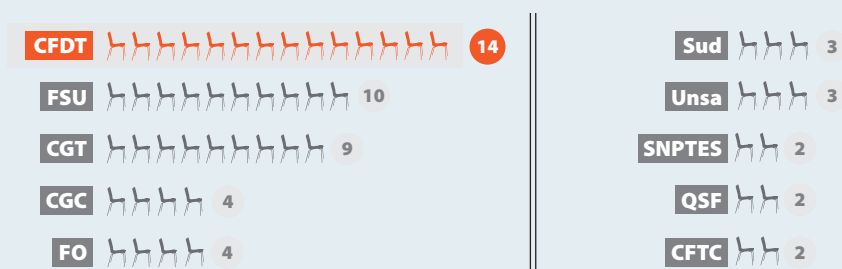 CFDT 14
FSU 10
CGT 9
CGC 4
FO 4
Sud 3
Unsa 3
SNPTES 2
QSF 2
CFTC 2